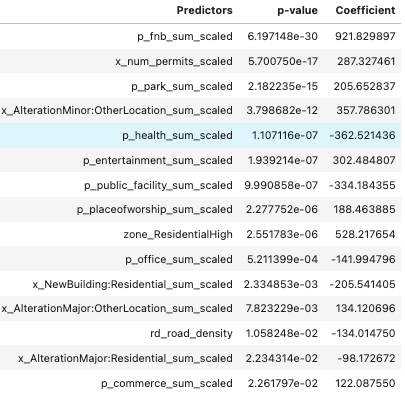 Predictors p-value Coefficient
p_fnb_sum_scaled 6.197148e-30 921.829897
x_num_permits_scaled 5.700750e-17 287.327461
p_park_sum_scaled 2.182235e-15 205.652837
x_AlterationMinor:OtherLocation_sum_scaled 3.798682e-12 357.786301
p_health_sum_scaled 1.107116e-07 -362.521436
p_entertainment_sum_scaled 1.939214e-07 302.484807
p_public_facility_sum_scaled 9.990858e-07 -334.184355
p_placeofworship_sum_scaled 2.277752e-06 188.463885
zone_ResidentialHigh 2.551783e-06 528.217654
p_office_sum_scaled 5.211399e-04 -141.994796
x_NewBuilding:Residential_sum_scaled 2.334853e-03 -205.541405
x_AlterationMajor:OtherLocation_sum_scaled 7.823229e-03 134.120696
rd_road_density 1.058248e-02 -134.014750
x_AlterationMajor:Residential_sum_scaled 2.234314e-02 -98.172672
p_commerce_sum_scaled 2.261797e-02 122.087550